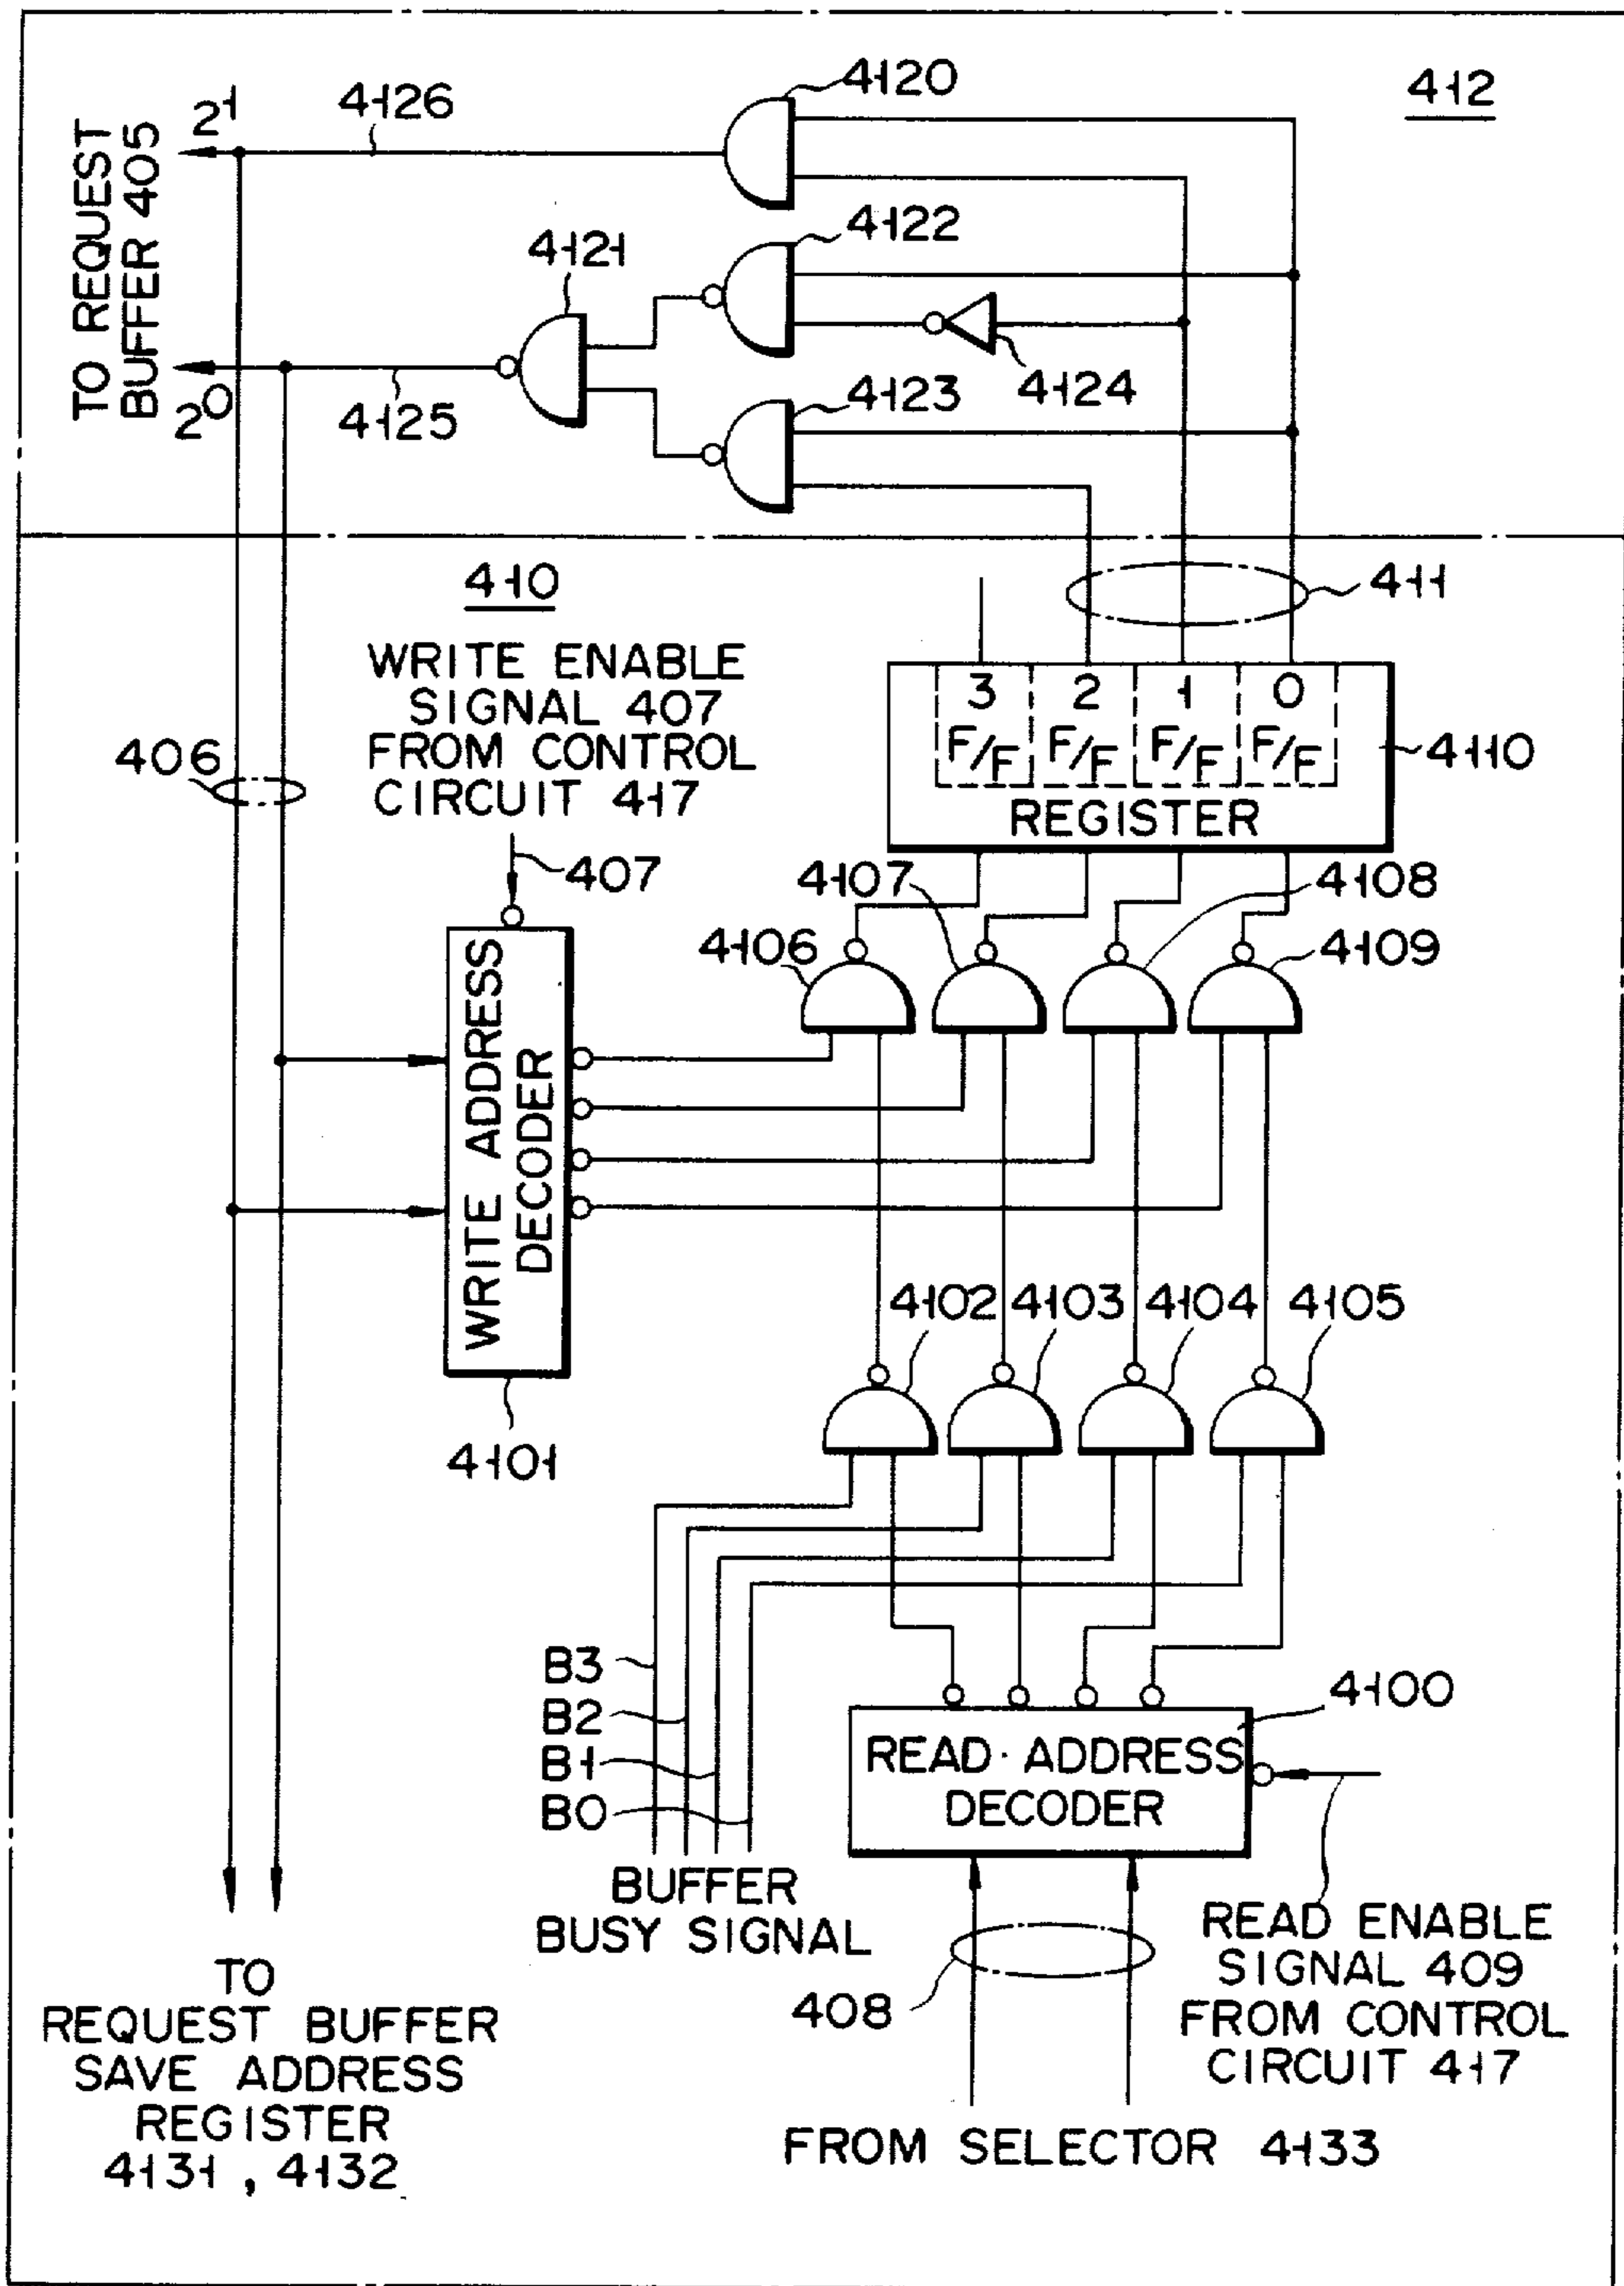 412
4120
4126
2¹
TO REQUEST
BUFFER 405
4122
4121
4124
4123
2⁰
4125
411
410
WRITE ENABLE
SIGNAL 407
FROM CONTROL
CIRCUIT 417
3 2 1 0
F/F F/F F/F F/F
REGISTER
4110
406
407
4107
4108
4106
4109
WRITE ADDRESS
DECODER
4102 4103 4104 4105
4101
B3
B2
B1
B0
BUFFER
BUSY SIGNAL
4100
READ ADDRESS
DECODER
READ ENABLE
SIGNAL 409
FROM CONTROL
CIRCUIT 417
408
FROM SELECTOR 4133
TO
REQUEST BUFFER
SAVE ADDRESS
REGISTER
4131 , 4132